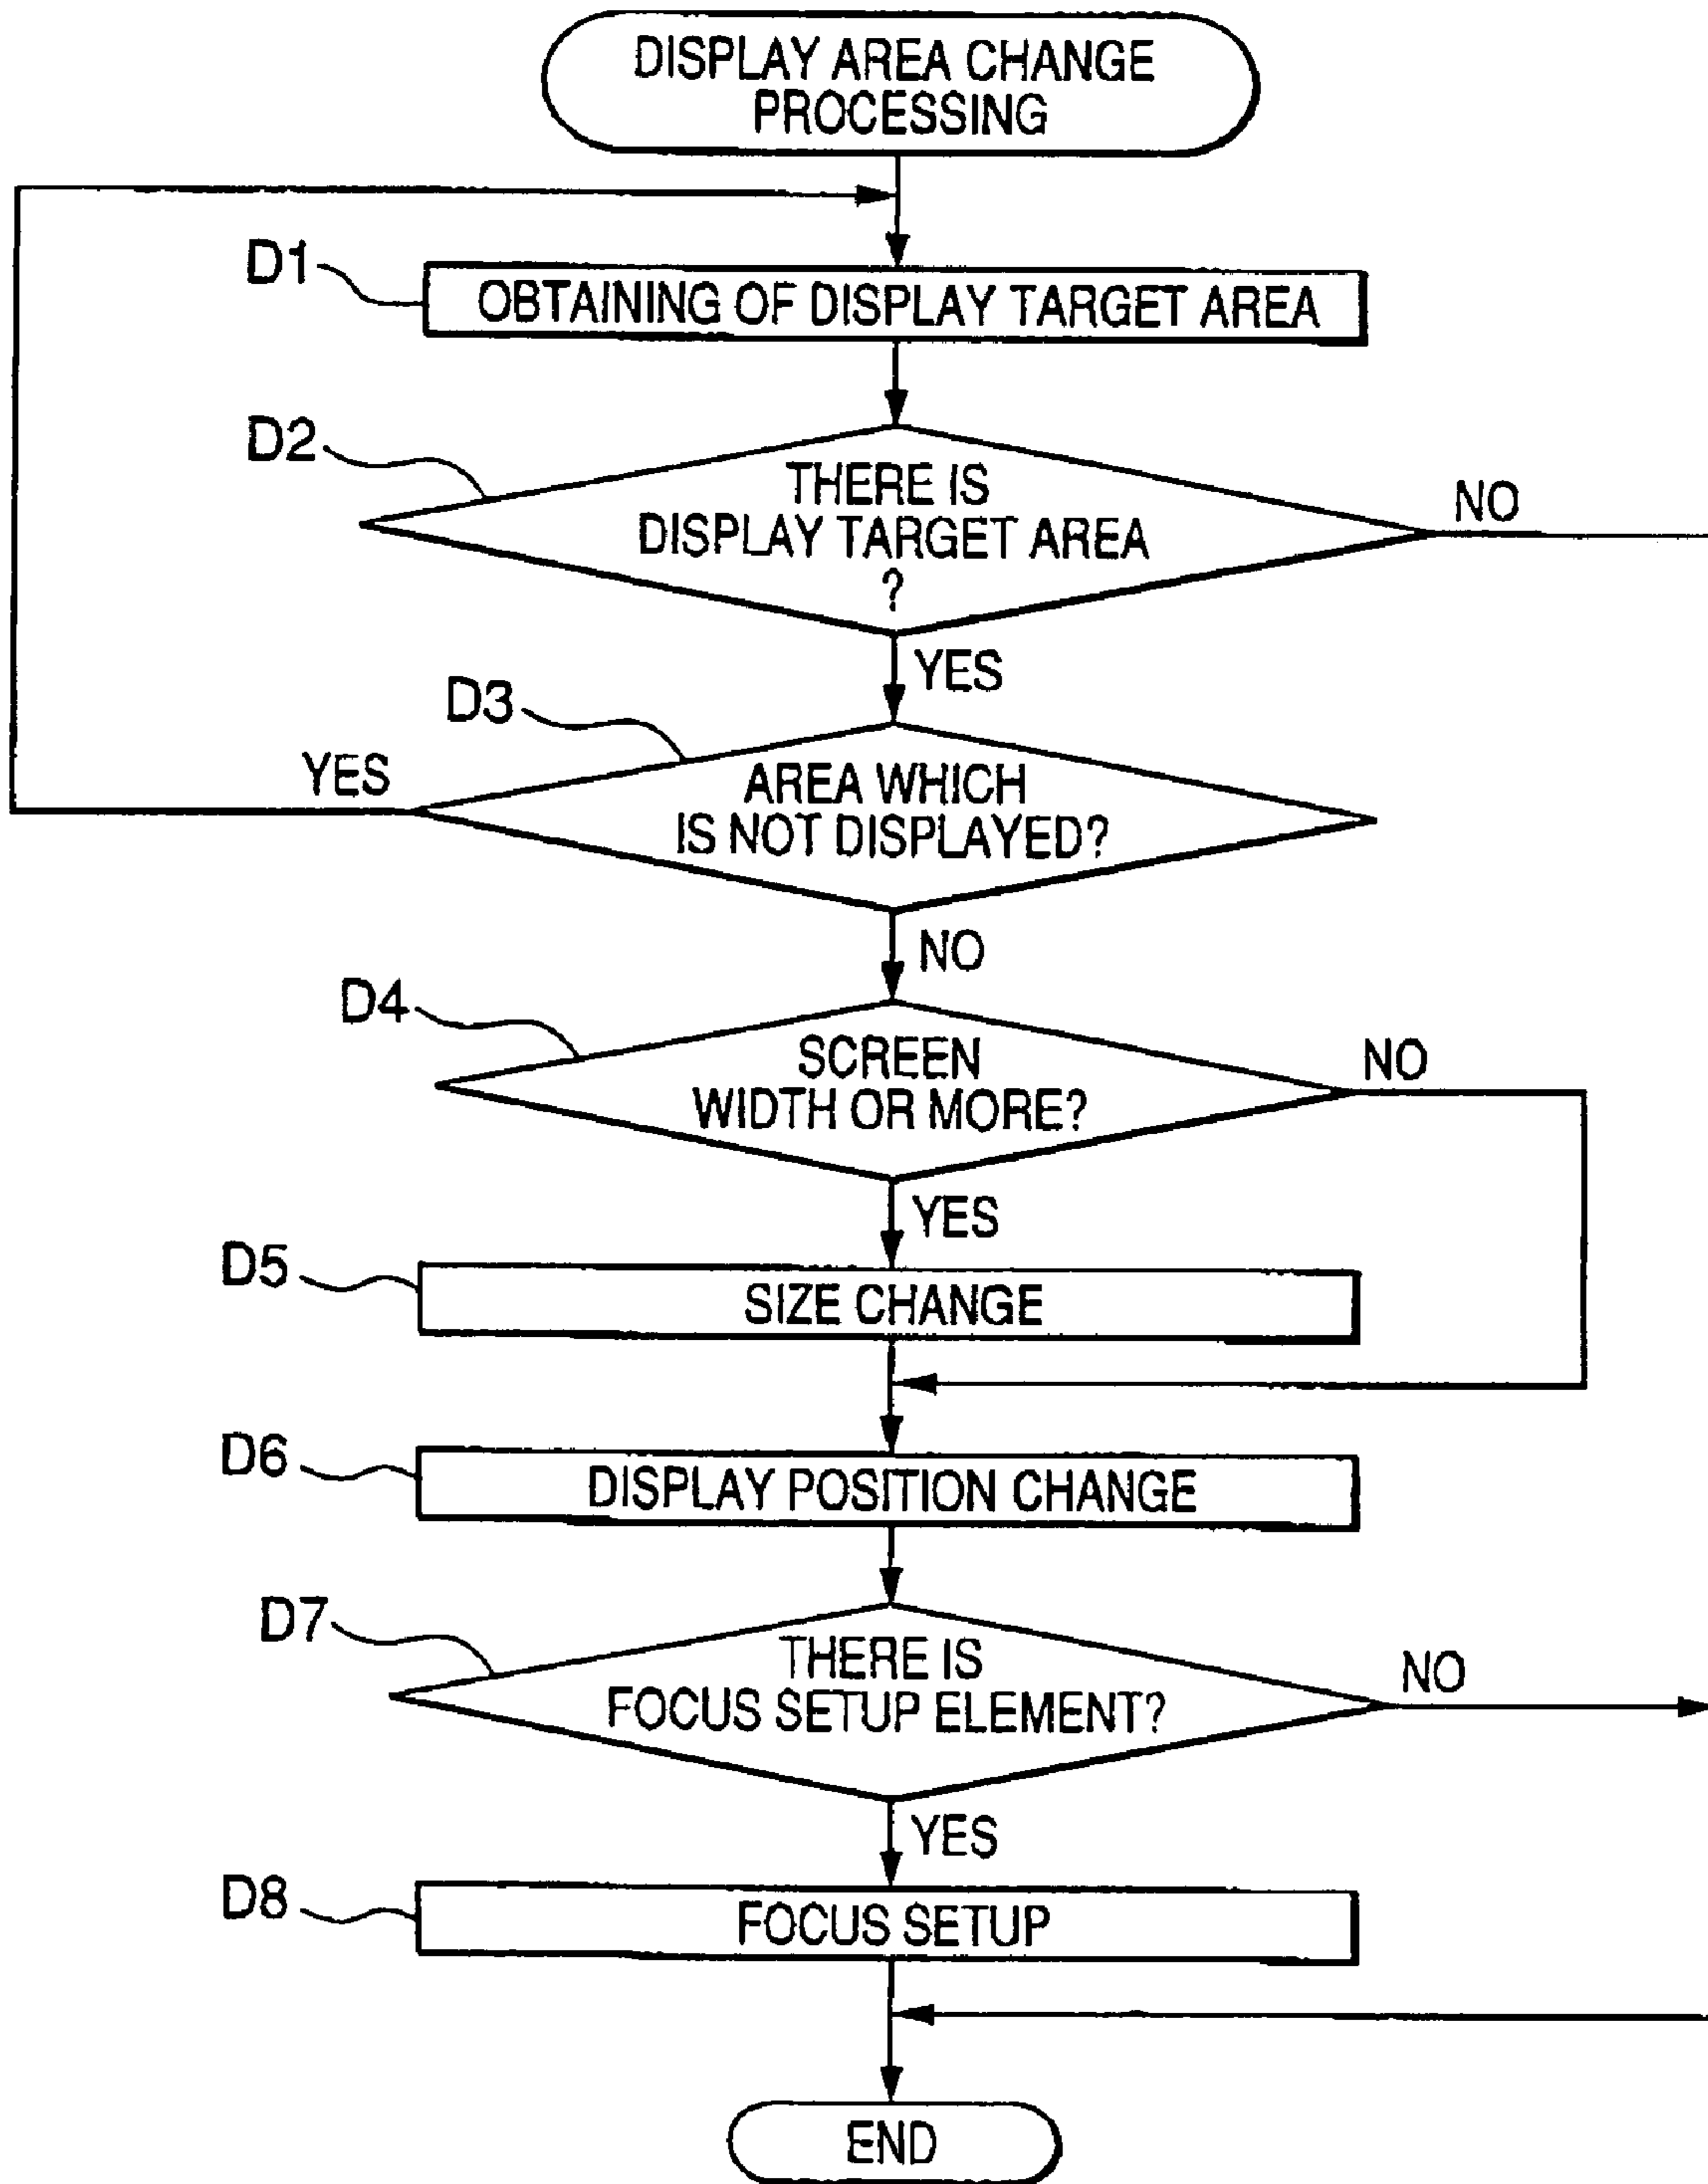 DISPLAY AREA CHANGE
PROCESSING
D1
OBTAINING OF DISPLAY TARGET AREA
D2
THERE IS
DISPLAY TARGET AREA
?
NO
YES
D3
AREA WHICH
IS NOT DISPLAYED?
YES
NO
D4
SCREEN
WIDTH OR MORE?
NO
YES
D5
SIZE CHANGE
D6
DISPLAY POSITION CHANGE
D7
THERE IS
FOCUS SETUP ELEMENT?
NO
YES
D8
FOCUS SETUP
END